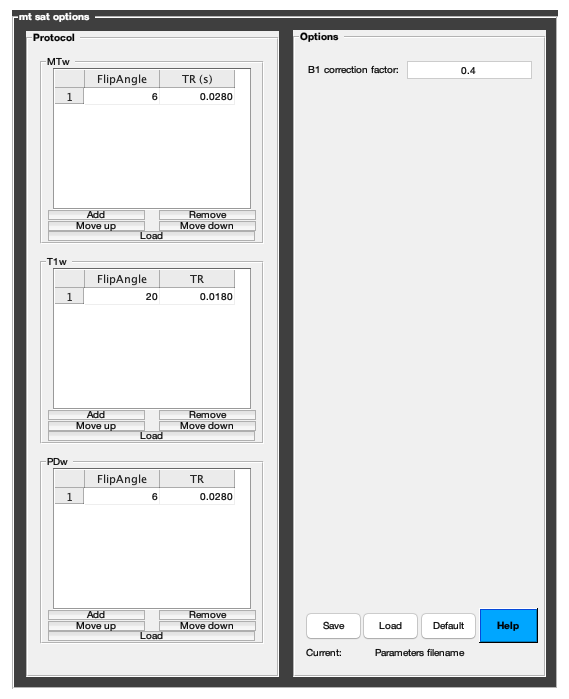 mt sat options
Protocol
MTw
FlipAngle TR (s)
1 6 0.0280
Add Remove
Move up Move down
Load
T1w
FlipAngle TR
1 20 0.0180
Add Remove
Move up Move down
Load
PDw
FlipAngle TR
1 6 0.0280
Add Remove
Move up Move down
Load
Options
B1 correction factor: 0.4
Save Load Default Help
Current: Parameters filename